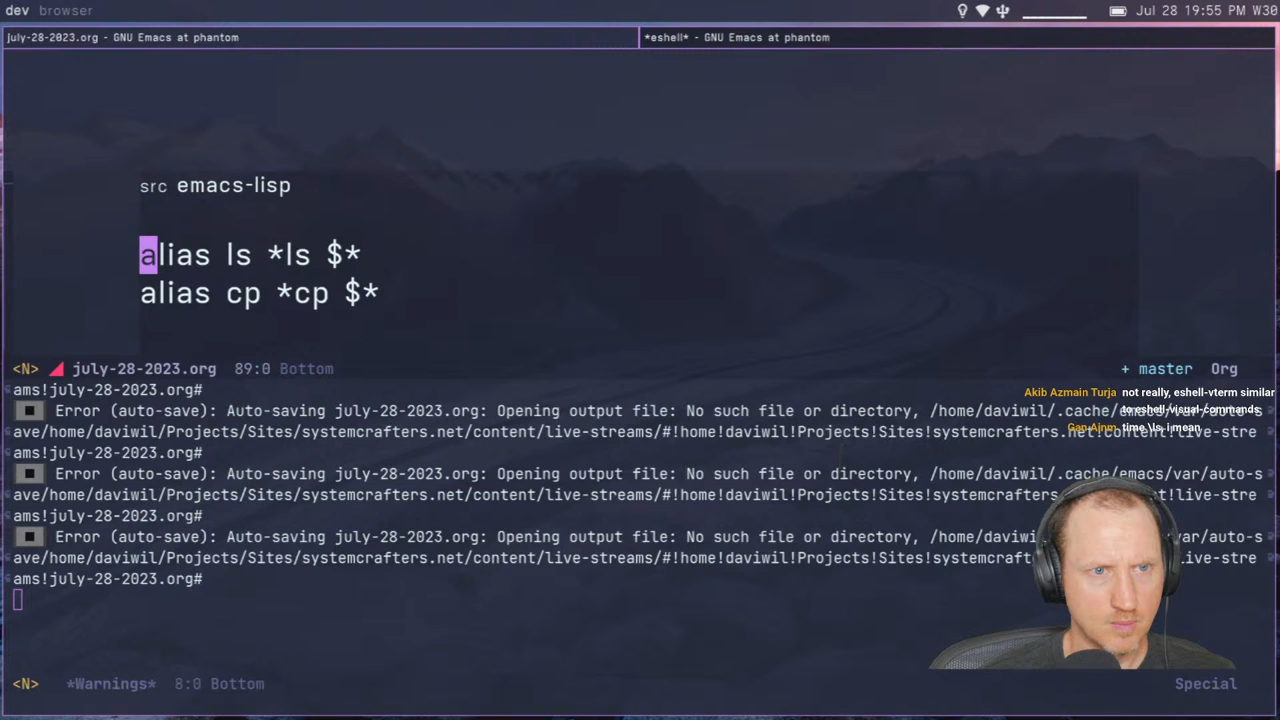 dev browser
Jul 28 19:55 PM W30
july-28-2023.org - GNU Emacs at phantom
*eshell* - GNU Emacs at phantom
src emacs-lisp
alias ls *ls $*
alias cp *cp $*
<N> july-28-2023.org 89:0 Bottom
+ master Org
ams!july-28-2023.org#
Akib Azmain Turja not really, eshell-vterm similar
to eshell-visual-commands
■ Error (auto-save): Auto-saving july-28-2023.org: Opening output file: No such file or directory, /home/daviwil/.cache/emacs/var/auto-s
time \ls, i mean
ave/home/daviwil/Projects/Sites/systemcrafters.net/content/live-streams/#!home!daviwil!Projects!Sites!systemcrafters.net!content!live-stre
ams!july-28-2023.org#
■ Error (auto-save): Auto-saving july-28-2023.org: Opening output file: No such file or directory, /home/daviwil/.cache/emacs/var/auto-s
ave/home/daviwil/Projects/Sites/systemcrafters.net/content/live-streams/#!home!daviwil!Projects!Sites!systemcraft !live-stre
ams!july-28-2023.org#
■ Error (auto-save): Auto-saving july-28-2023.org: Opening output file: No such file or directory, /home/davi var/auto-s
ave/home/daviwil/Projects/Sites/systemcrafters.net/content/live-streams/#!home!daviwil!Projects!Sites!systemcraf !live-stre
ams!july-28-2023.org#
<N> *Warnings* 8:0 Bottom
Special